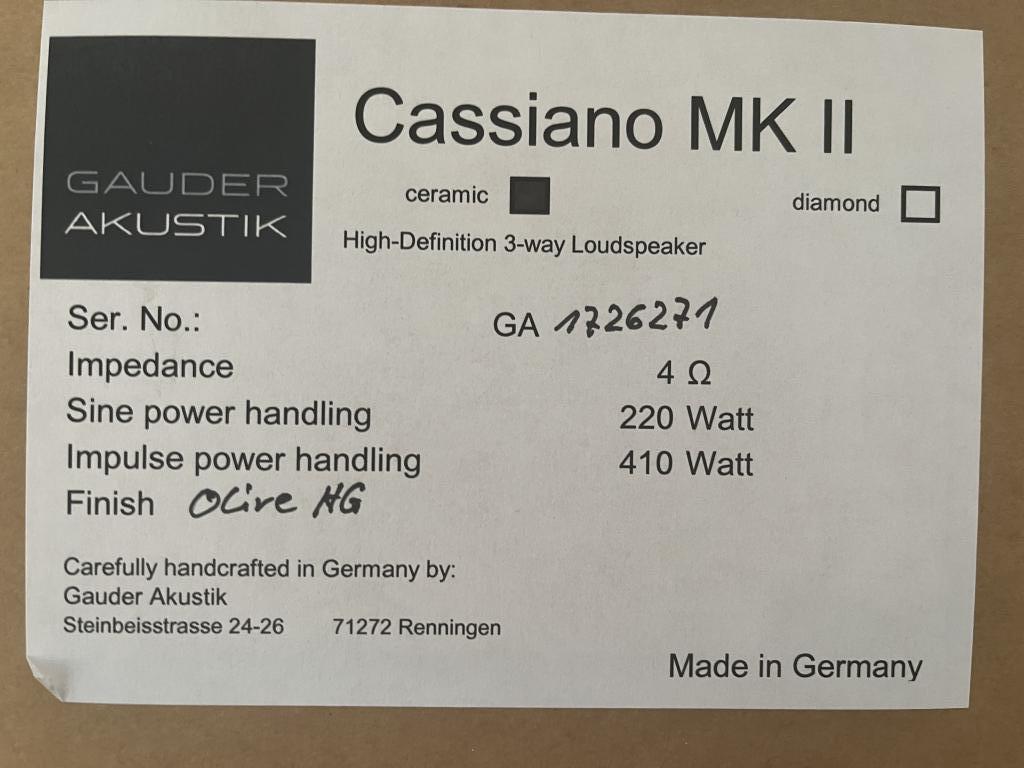 GAUDER
AKUSTIK
Cassiano MK II
ceramic diamond
High-Definition 3-way Loudspeaker
Ser. No.: GA 1726271
Impedance 4 Ω
Sine power handling 220 Watt
Impulse power handling 410 Watt
Finish Olive HG
Carefully handcrafted in Germany by:
Gauder Akustik
Steinbeisstrasse 24-26 71272 Renningen
Made in Germany